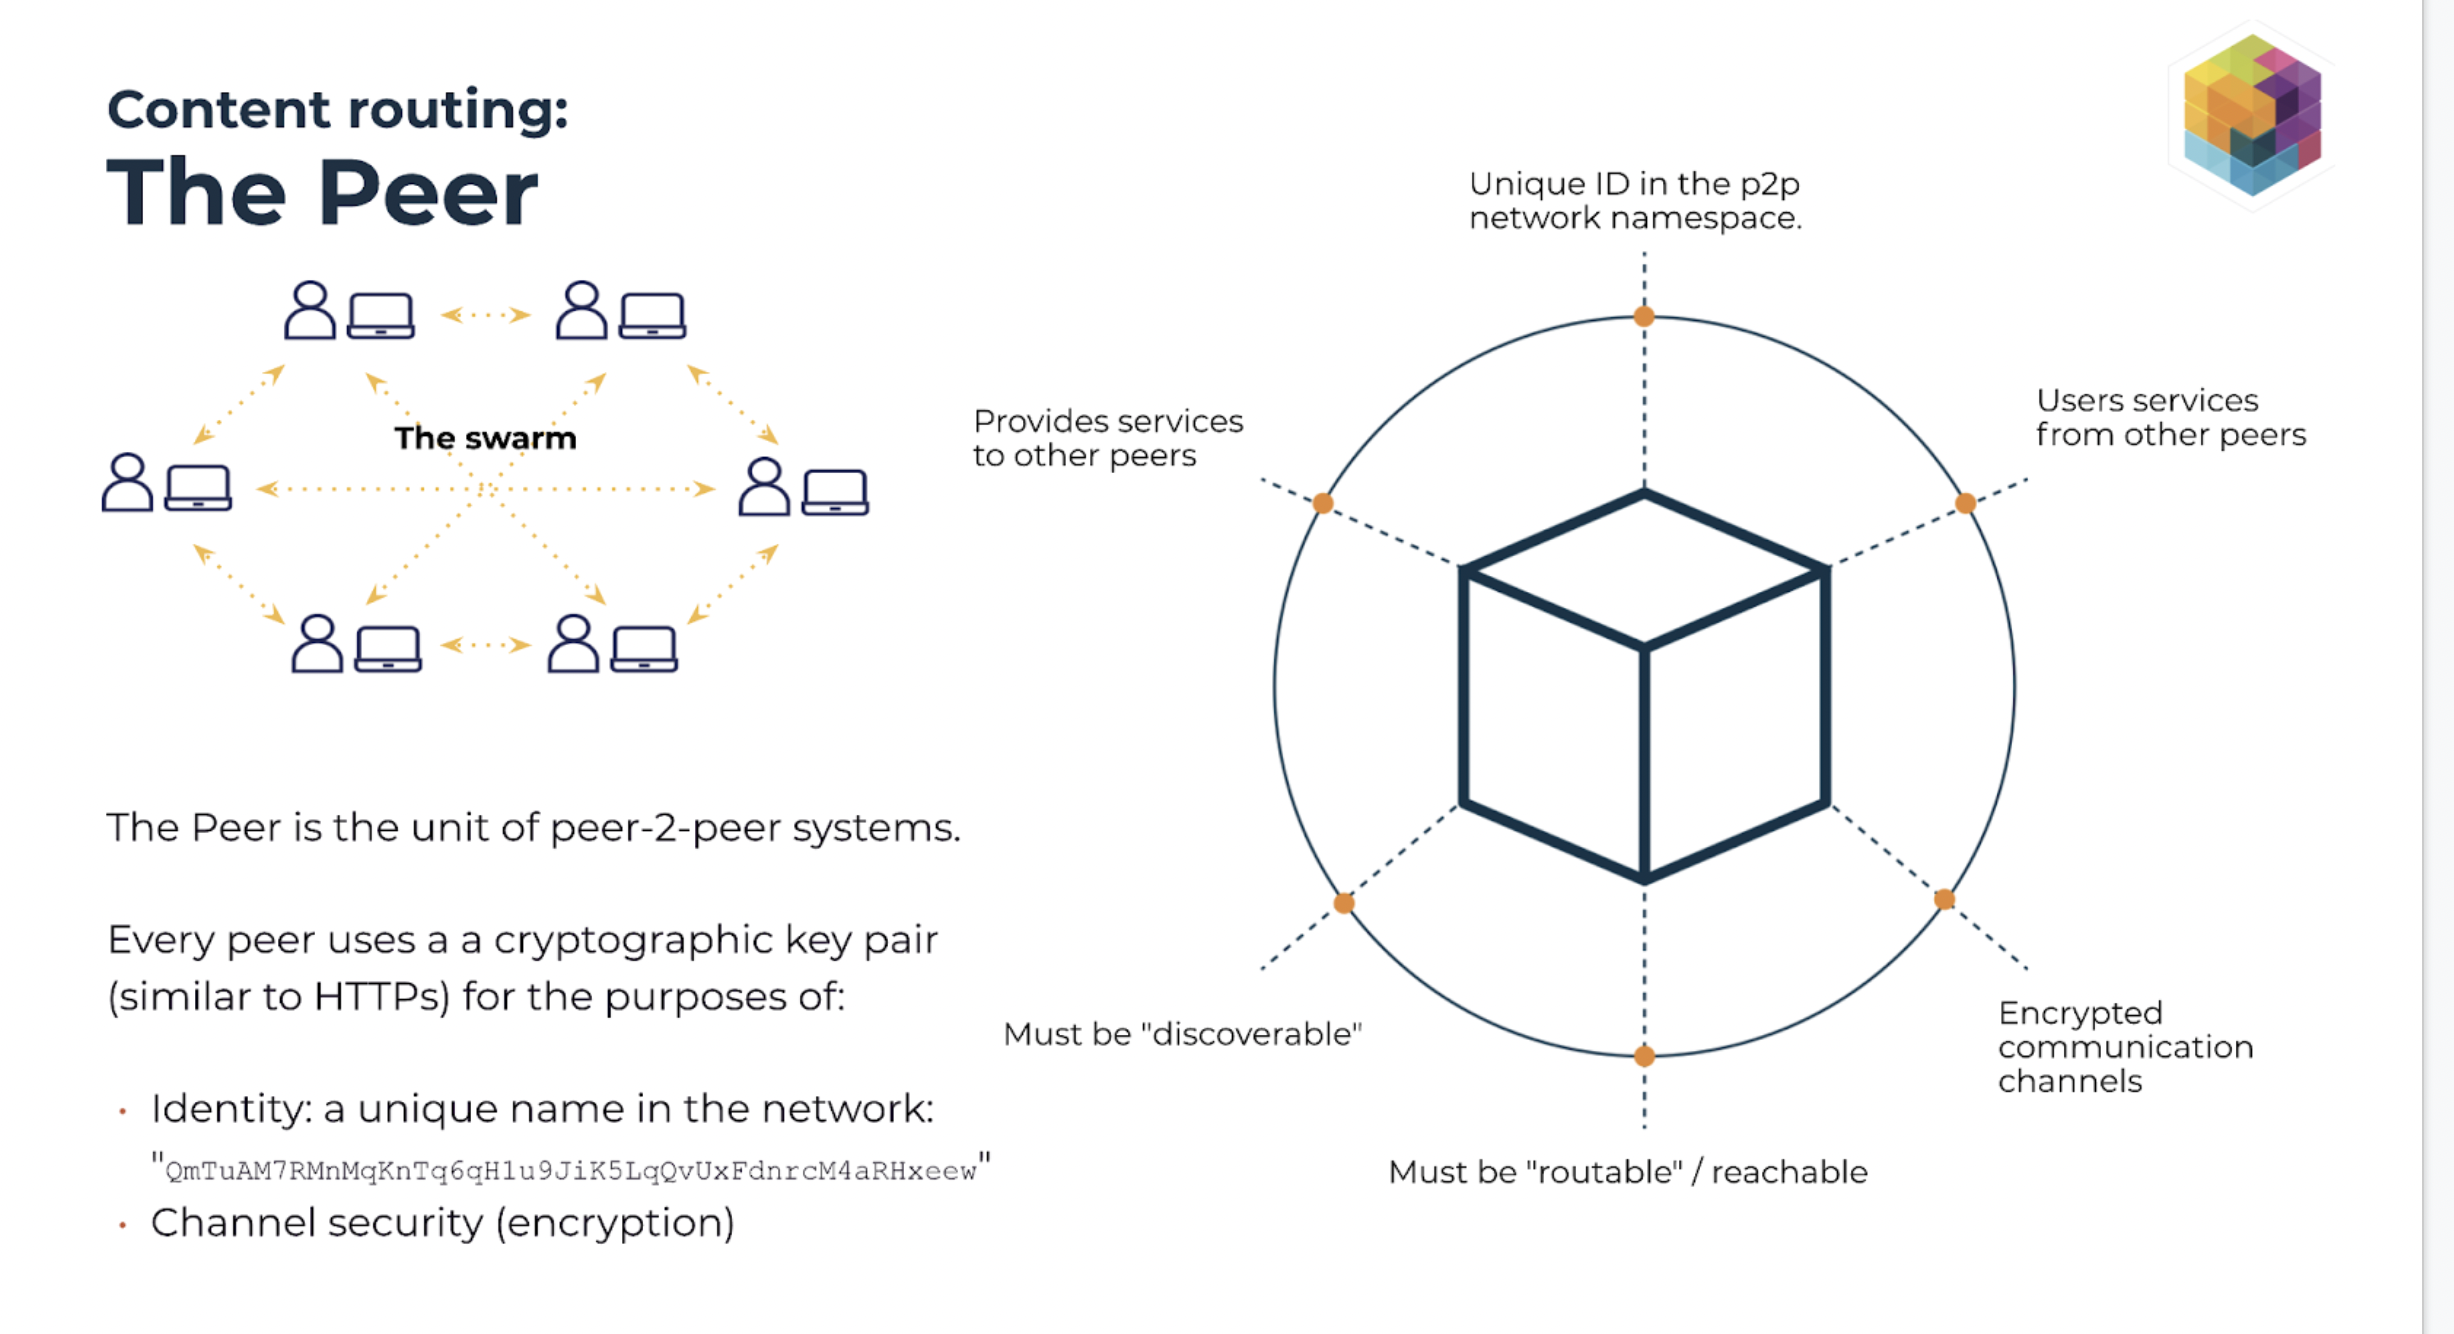 Content routing:
The Peer
The swarm
The Peer is the unit of peer-2-peer systems.
Every peer uses a a cryptographic key pair
(similar to HTTPs) for the purposes of:
• Identity: a unique name in the network:
"QmTuAM7RMnMqKnTq6qH1u9JiK5LqQvUxFdnrcM4aRHxeew"
• Channel security (encryption)
Unique ID in the p2p
network namespace.
Provides services
to other peers
Users services
from other peers
Must be "discoverable"
Encrypted
communication
channels
Must be "routable" / reachable